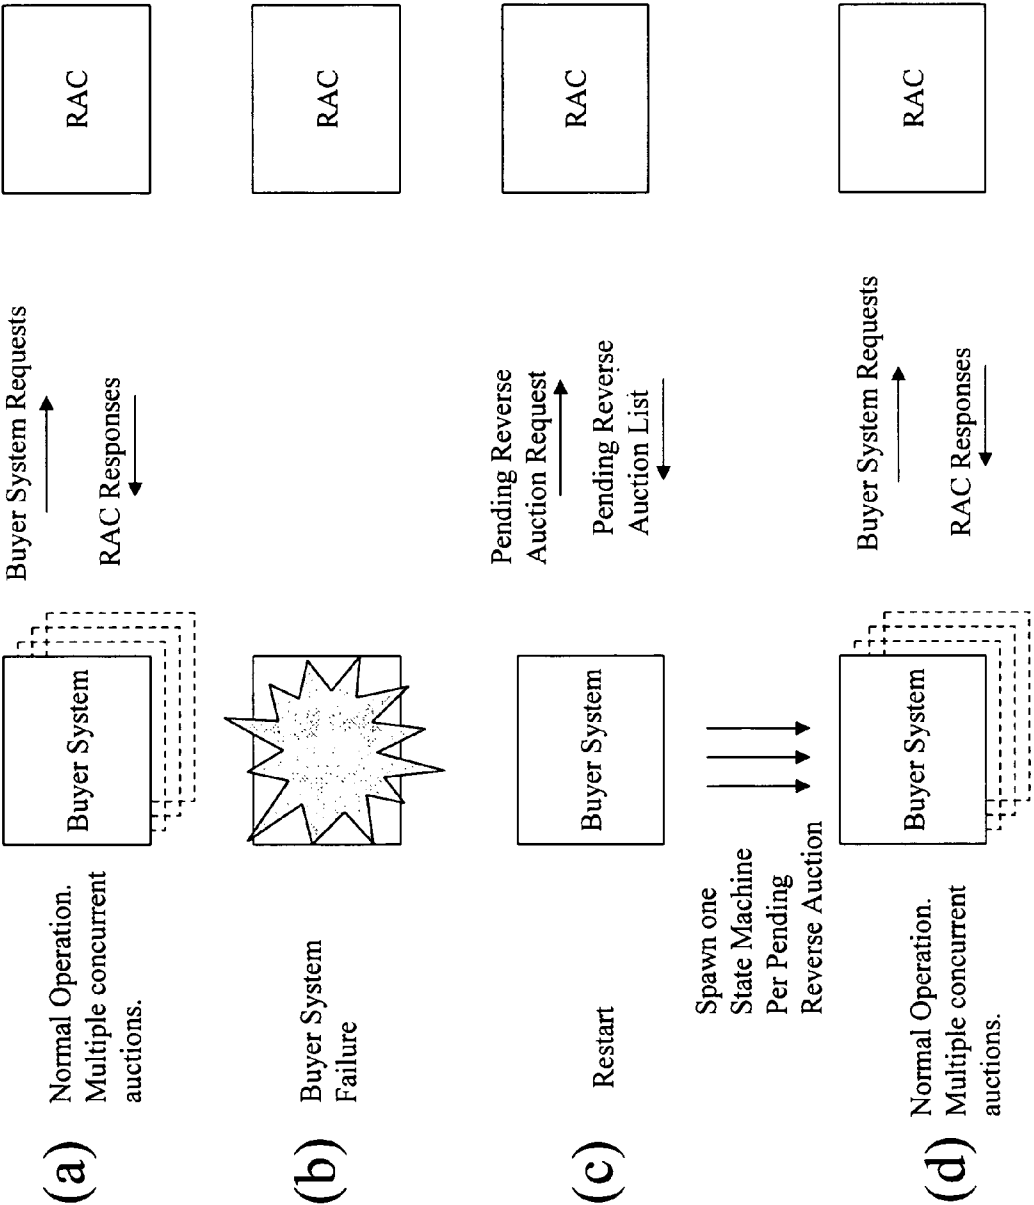 (a)
Normal Operation.
Multiple concurrent
auctions.
Buyer System
Buyer System Requests
RAC Responses
RAC
(b)
Buyer System
Failure
RAC
(c)
Restart
Buyer System
Pending Reverse
Auction Request
Pending Reverse
Auction List
RAC
Spawn one
State Machine
Per Pending
Reverse Auction
(d)
Normal Operation.
Multiple concurrent
auctions.
Buyer System
Buyer System Requests
RAC Responses
RAC